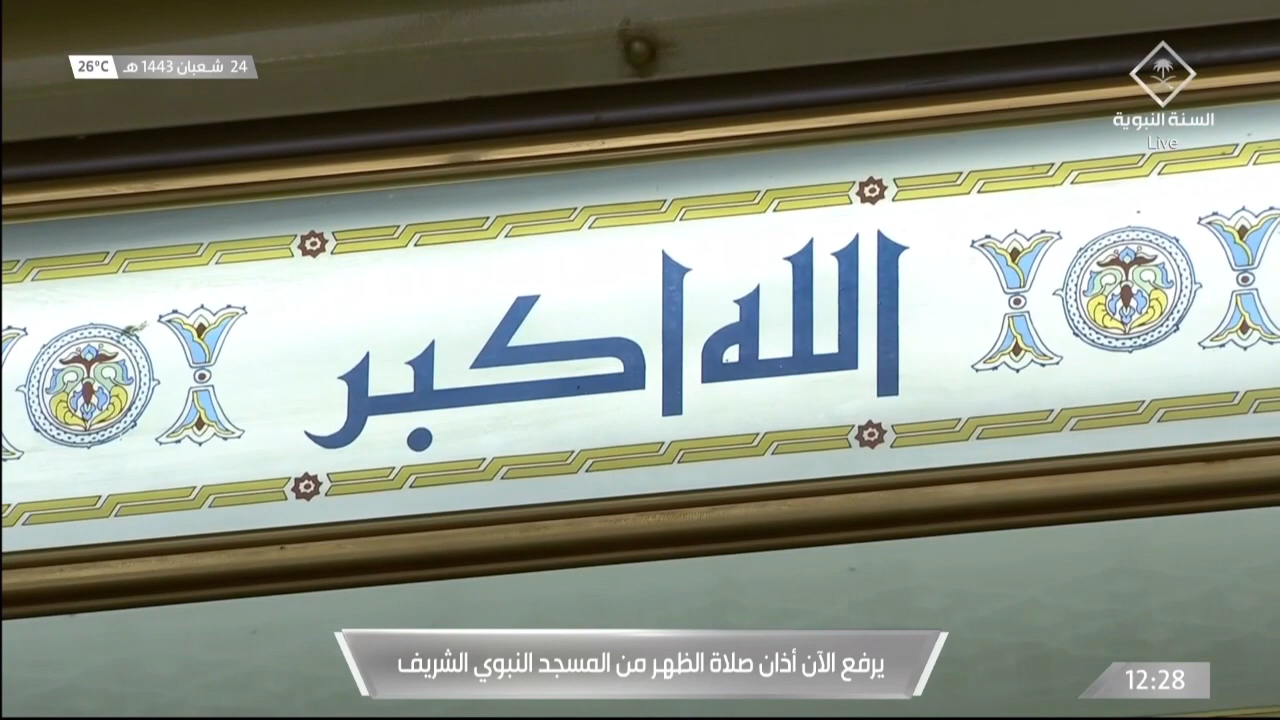 26°C 24 شعبان 1443 هـ
السنة النبوية
Live
الله اكبر
يرفع الآن أذان صلاة الظهر من المسجد النبوي الشريف
12:28